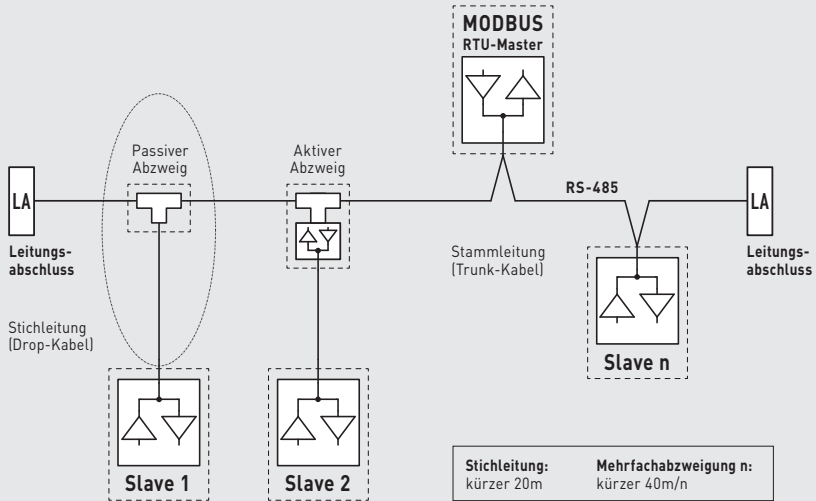 MODBUS
RTU-Master
Passiver
Abzweig
Aktiver
Abzweig
RS-485
LA
LA
Leitungs-
abschluss
Stammleitung
(Trunk-Kabel)
Leitungs-
abschluss
Stichleitung
(Drop-Kabel)
Slave n
Slave 1
Slave 2
Stichleitung:
kürzer 20m
Mehrfachabzweigung n:
kürzer 40m/n